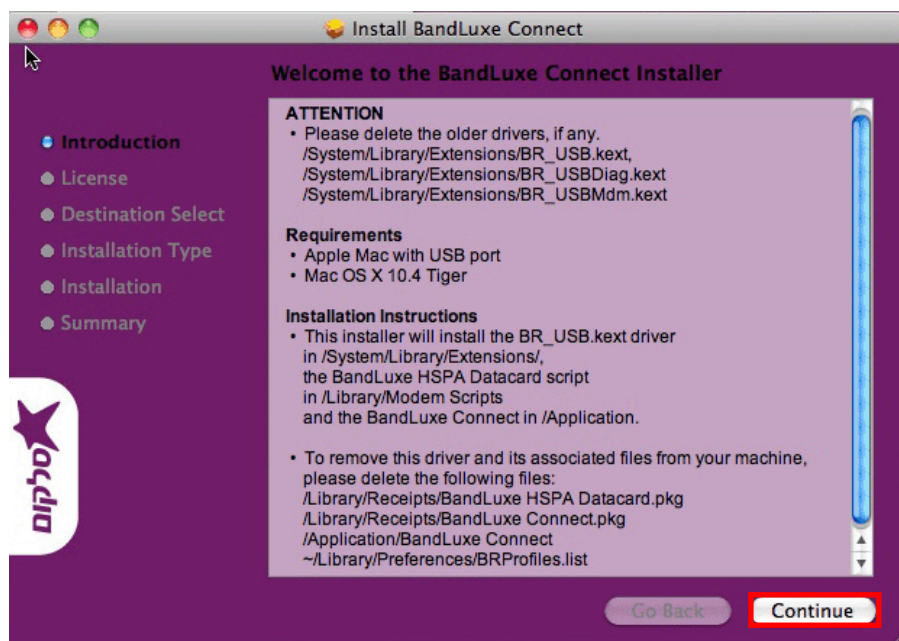 Install BandLuxe Connect
Welcome to the BandLuxe Connect Installer
Introduction
License
Destination Select
Installation Type
Installation
Summary
סלקום
ATTENTION
• Please delete the older drivers, if any.
/System/Library/Extensions/BR_USB.kext,
/System/Library/Extensions/BR_USBDiag.kext
/System/Library/Extensions/BR_USBMdm.kext
Requirements
• Apple Mac with USB port
• Mac OS X 10.4 Tiger
Installation Instructions
• This installer will install the BR_USB.kext driver
in /System/Library/Extensions/,
the BandLuxe HSPA Datacard script
in /Library/Modem Scripts
and the BandLuxe Connect in /Application.
• To remove this driver and its associated files from your machine,
please delete the following files:
/Library/Receipts/BandLuxe HSPA Datacard.pkg
/Library/Receipts/BandLuxe Connect.pkg
/Application/BandLuxe Connect
~/Library/Preferences/BRProfiles.list
Go Back
Continue